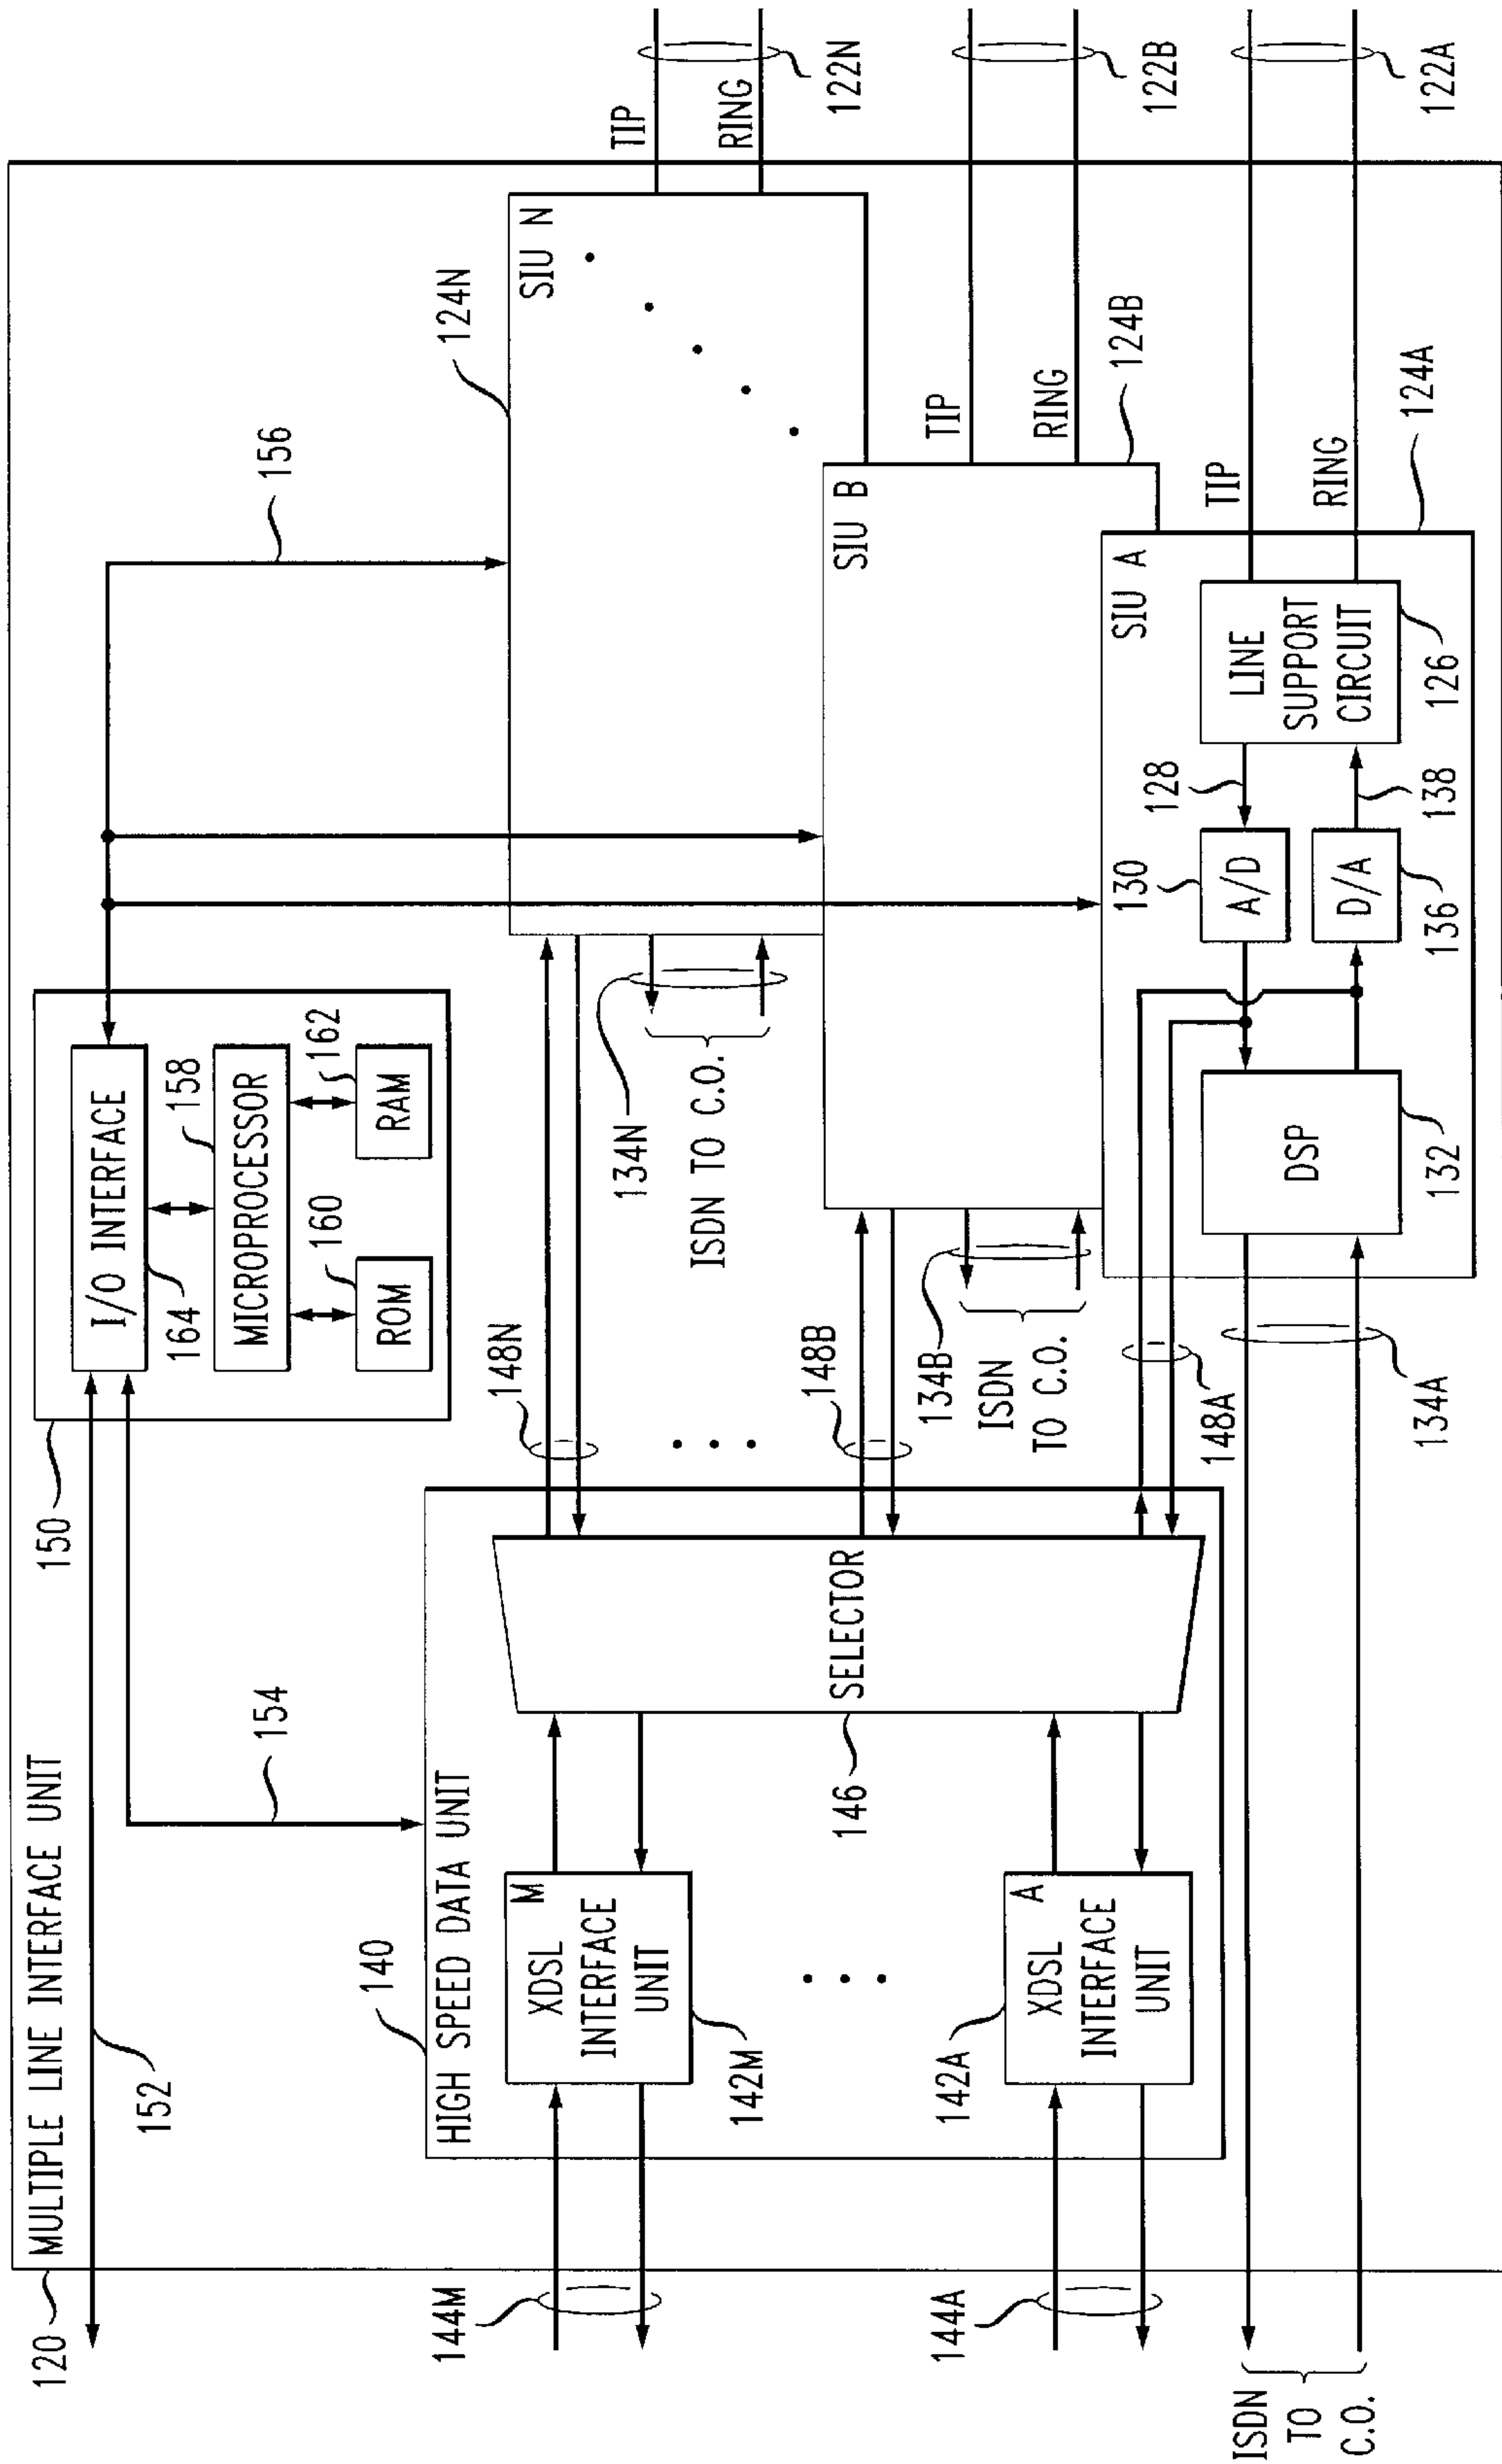 120
MULTIPLE LINE INTERFACE UNIT
152
154
156
150
I/O INTERFACE
164
MICROPROCESSOR
158
160
162
ROM
RAM
140
HIGH SPEED DATA UNIT
144M
XDSL
INTERFACE
UNIT
M
142M
144A
XDSL
INTERFACE
UNIT
A
142A
SELECTOR
146
148N
148B
148A
134N
ISDN TO C.O.
134B
ISDN
TO C.O.
134A
ISDN
TO
C.O.
124N
SIU N
TIP
RING
122N
SIU B
124B
TIP
RING
122B
SIU A
124A
TIP
RING
122A
DSP
132
130
A/D
128
D/A
136
138
LINE
SUPPORT
CIRCUIT
126